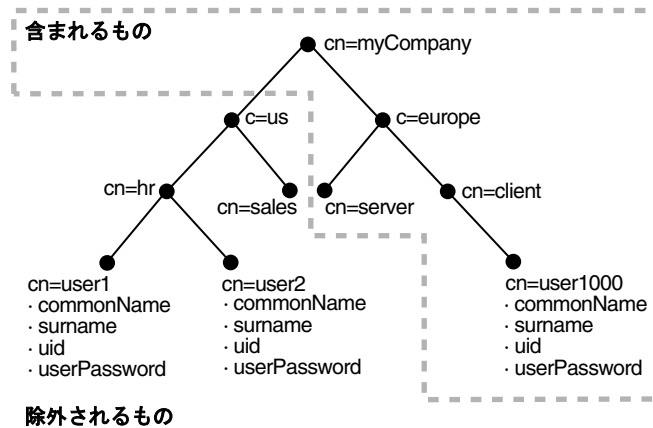 含まれるもの
cn=myCompany
c=us
c=europe
cn=hr
cn=sales
cn=server
cn=client
cn=user1
· commonName
· surname
· uid
· userPassword
cn=user2
· commonName
· surname
· uid
· userPassword
cn=user1000
· commonName
· surname
· uid
· userPassword
除外されるもの